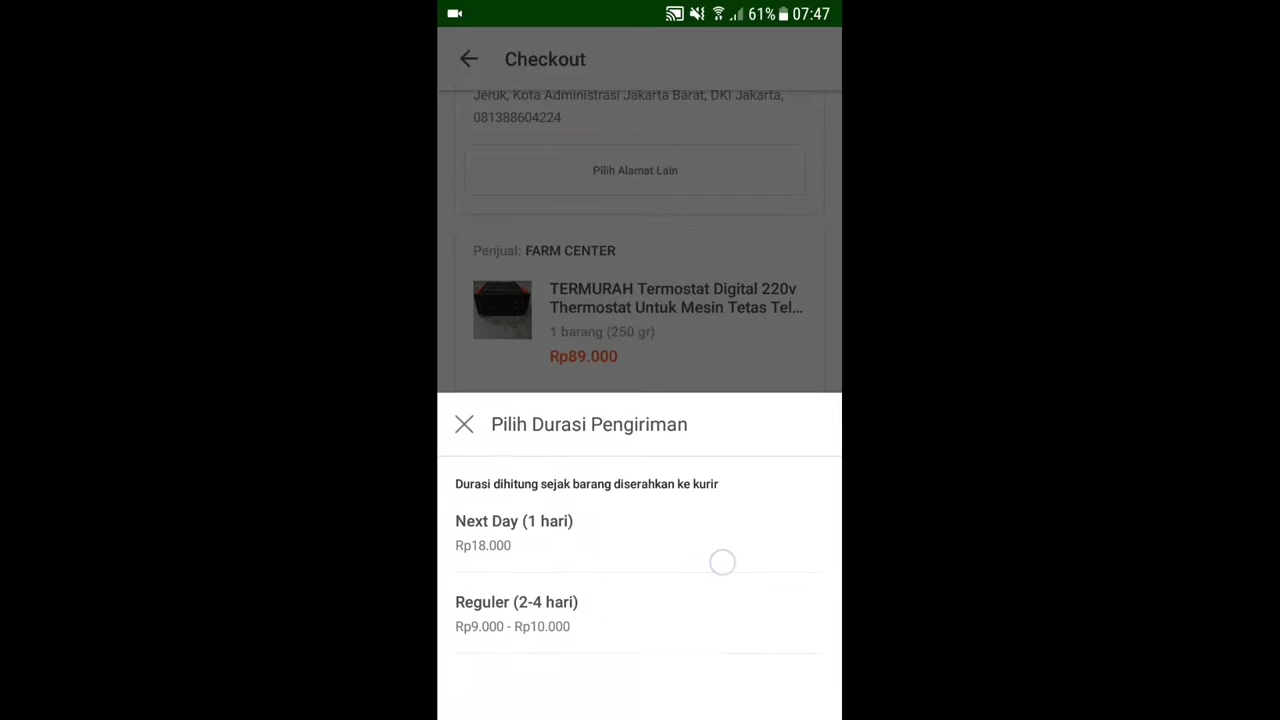 61% 07:47
Checkout
Jeruk, Kota Administrasi Jakarta Barat, DKI Jakarta,
081388604224
Pilih Alamat Lain
Penjual: FARM CENTER
TERMURAH Termostat Digital 220v
Thermostat Untuk Mesin Tetas Tel...
1 barang (250 gr)
Rp89.000
Pilih Durasi Pengiriman
Durasi dihitung sejak barang diserahkan ke kurir
Next Day (1 hari)
Rp18.000
Reguler (2-4 hari)
Rp9.000 - Rp10.000